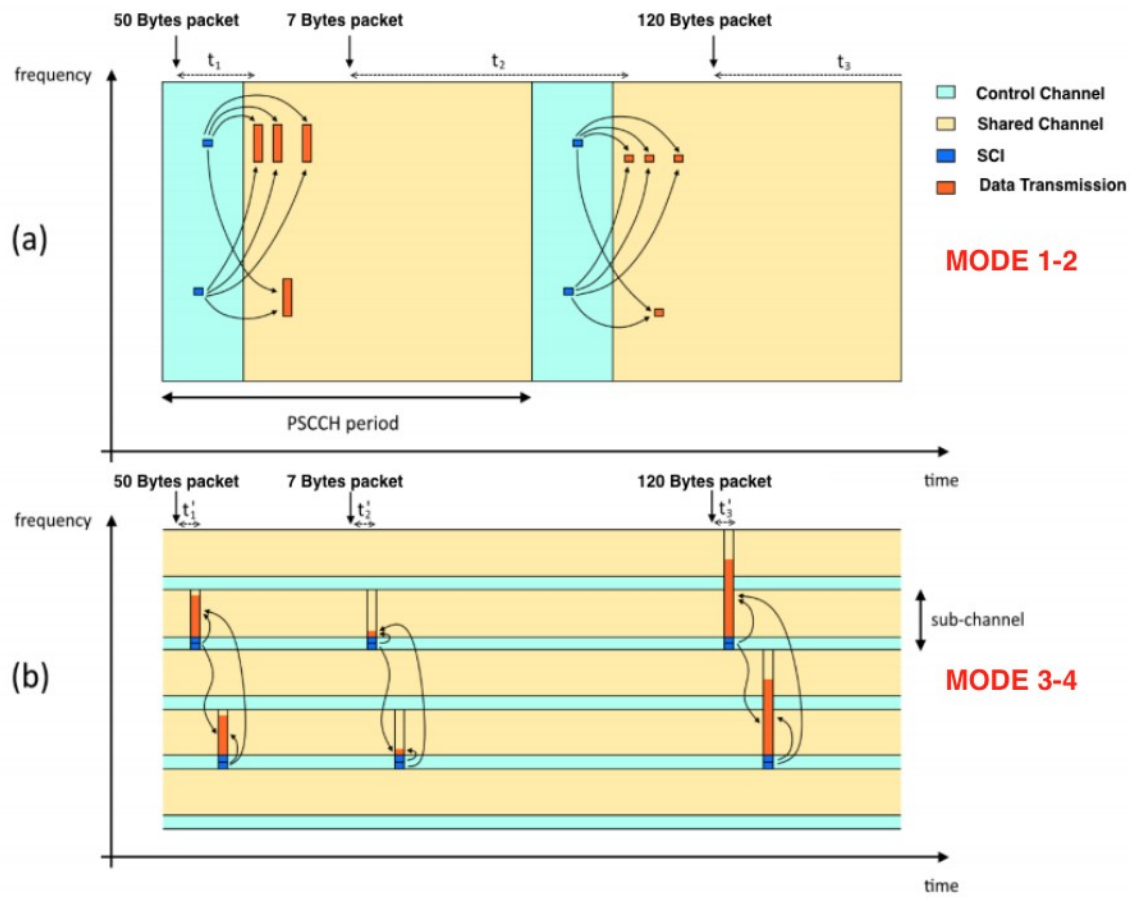 50 Bytes packet
7 Bytes packet
120 Bytes packet
t1
t2
t3
frequency
Control Channel
Shared Channel
SCI
Data Transmission
(a)
MODE 1-2
PSCCH period
time
50 Bytes packet
7 Bytes packet
120 Bytes packet
t'1
t'2
t'3
frequency
sub-channel
(b)
MODE 3-4
time